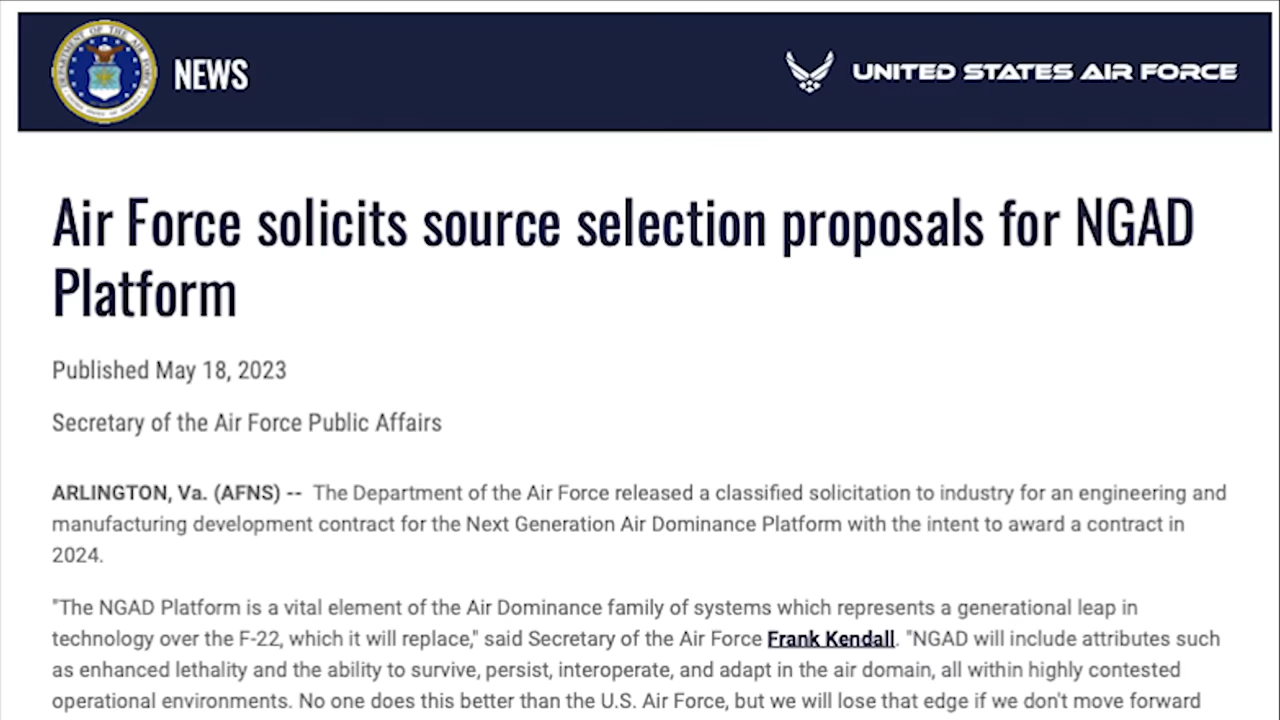 NEWS
UNITED STATES AIR FORCE
Air Force solicits source selection proposals for NGAD
Platform
Published May 18, 2023
Secretary of the Air Force Public Affairs
ARLINGTON, Va. (AFNS) -- The Department of the Air Force released a classified solicitation to industry for an engineering and
manufacturing development contract for the Next Generation Air Dominance Platform with the intent to award a contract in
2024.
"The NGAD Platform is a vital element of the Air Dominance family of systems which represents a generational leap in
technology over the F-22, which it will replace," said Secretary of the Air Force Frank Kendall. "NGAD will include attributes such
as enhanced lethality and the ability to survive, persist, interoperate, and adapt in the air domain, all within highly contested
operational environments. No one does this better than the U.S. Air Force, but we will lose that edge if we don't move forward